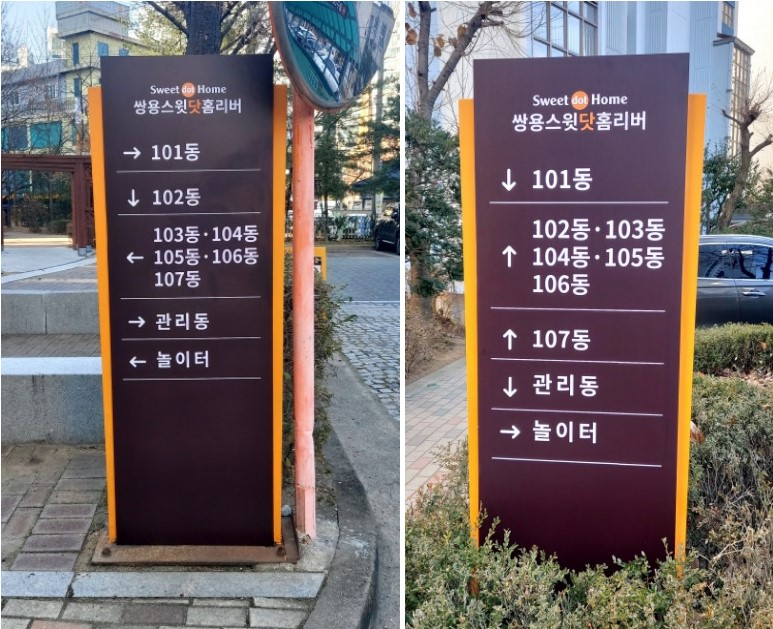 Sweet dot Home
쌍용스윗닷홈리버
→ 101동
↓ 102동
103동·104동
← 105동·106동
107동
→ 관리동
← 놀이터
Sweet dot Home
쌍용스윗닷홈리버
↓ 101동
102동·103동
↑ 104동·105동
106동
↑ 107동
↓ 관리동
→ 놀이터